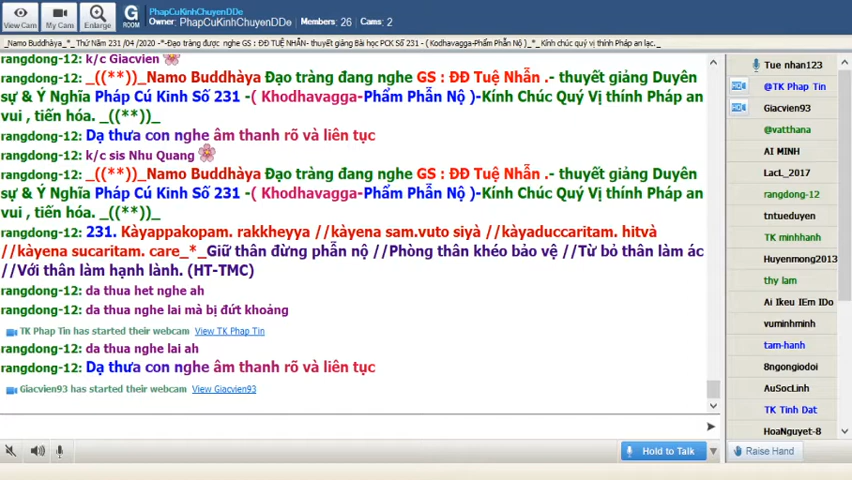 PhapCuKinhChuyenDDe
Owner: PhapCuKinhChuyenDDe Members: 26 Cams: 2
View Cam My Cam Enlarge G ROOM
_Namo Buddhàya_*_ Thứ Năm 231 /04 / 2020 -*-Đạo tràng được nghe GS : ĐĐ TUỆ NHẪN- thuyết giảng Bài học PCK Số 231 - ( Kodhavagga-Phẩm Phẫn Nộ )_*_ Kính chúc quý vị thính Pháp an lạc._
rangdong-12: k/c Giacvien
rangdong-12: _((**))_Namo Buddhàya Đạo tràng đang nghe GS : ĐĐ Tuệ Nhẫn .- thuyết giảng Duyên
sự & Ý Nghĩa Pháp Cú Kinh Số 231 -( Khodhavagga-Phẩm Phẫn Nộ )-Kính Chúc Quý Vị thính Pháp an
vui , tiến hóa. _((**))_
rangdong-12: Dạ thưa con nghe âm thanh rõ và liên tục
rangdong-12: k/c sis Nhu Quang
rangdong-12: _((**))_Namo Buddhàya Đạo tràng đang nghe GS : ĐĐ Tuệ Nhẫn .- thuyết giảng Duyên
sự & Ý Nghĩa Pháp Cú Kinh Số 231 -( Khodhavagga-Phẩm Phẫn Nộ )-Kính Chúc Quý Vị thính Pháp an
vui , tiến hóa. _((**))_
rangdong-12: 231. Kàyappakopam. rakkheyya //kàyena sam.vuto siyà //kàyaduccaritam. hitvà
//kàyena sucaritam. care_*_Giữ thân đừng phẫn nộ //Phòng thân khéo bảo vệ //Từ bỏ thân làm ác
//Với thân làm hạnh lành. (HT-TMC)
rangdong-12: da thua het nghe ah
rangdong-12: da thua nghe lai mà bị đứt khoảng
TK Phap Tin has started their webcam View TK Phap Tin
rangdong-12: da thua nghe lai ah
rangdong-12: Dạ thưa con nghe âm thanh rõ và liên tục
Giacvien93 has started their webcam View Giacvien93
Hold to Talk
Tue nhan123
@TK Phap Tin
Giacvien93
@vatthana
AI MINH
LacL_2017
rangdong-12
tntueduyen
TK minhhanh
Huyenmong2013
thy lam
Ai Ikeu IEm IDo
vuminhminh
tam-hanh
8ngongiodoi
AuSocLinh
TK Tinh Dat
HoaNguyet-8
Raise Hand